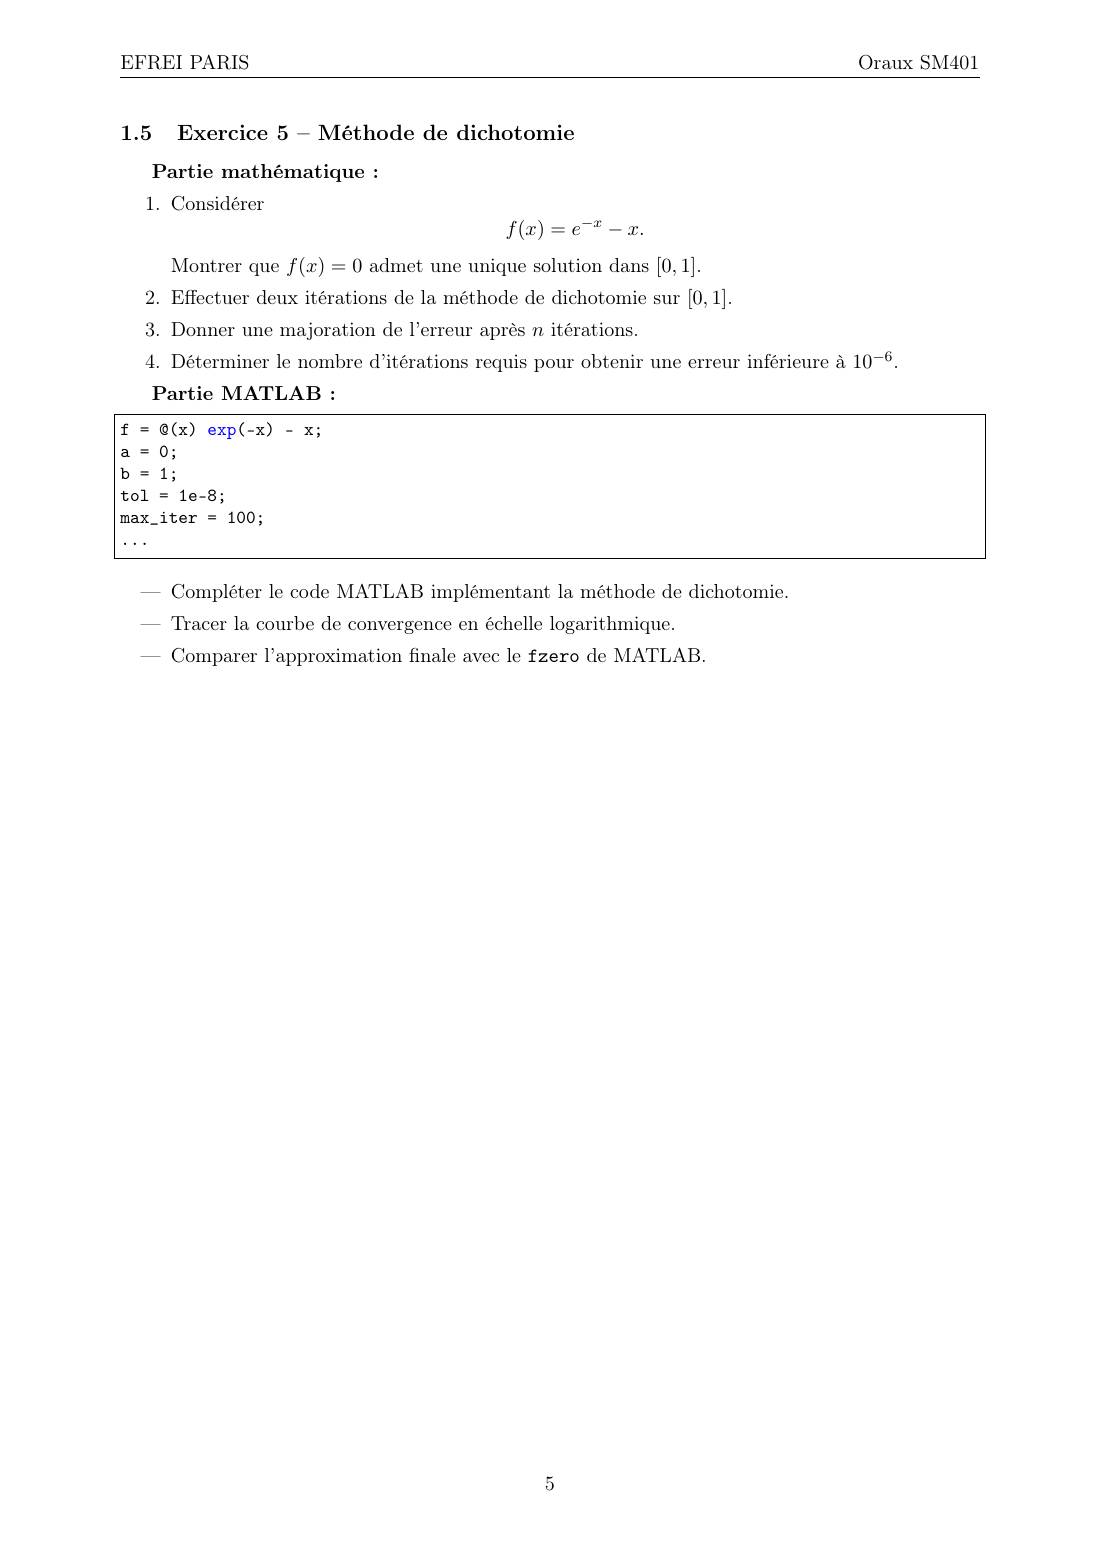 EFREI PARIS Oraux SM401
1.5 Exercice 5 – Méthode de dichotomie
Partie mathématique :
1. Considérer
f(x) = e^{-x} − x.
Montrer que f(x) = 0 admet une unique solution dans [0, 1].
2. Effectuer deux itérations de la méthode de dichotomie sur [0, 1].
3. Donner une majoration de l'erreur après n itérations.
4. Déterminer le nombre d'itérations requis pour obtenir une erreur inférieure à 10^{−6}.
Partie MATLAB :
f = @(x) exp(-x) - x;
a = 0;
b = 1;
tol = 1e-8;
max_iter = 100;
...
— Compléter le code MATLAB implémentant la méthode de dichotomie.
— Tracer la courbe de convergence en échelle logarithmique.
— Comparer l'approximation finale avec le fzero de MATLAB.
5